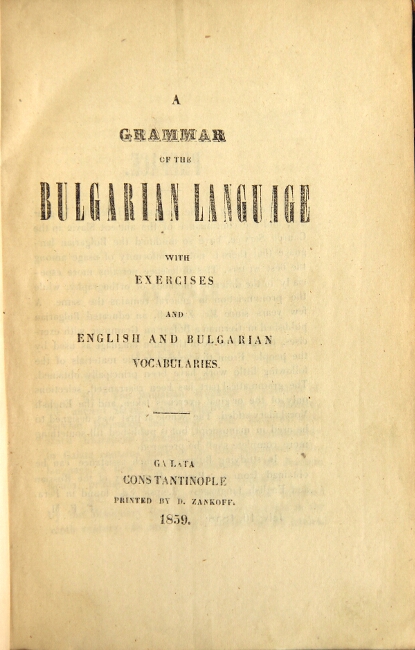 A
GRAMMAR
OF THE
BULGARIAN LANGUAGE
WITH
EXERCISES
AND
ENGLISH AND BULGARIAN
VOCABULARIES.
GALATA
CONSTANTINOPLE
PRINTED BY D. ZANKOFF.
1859.